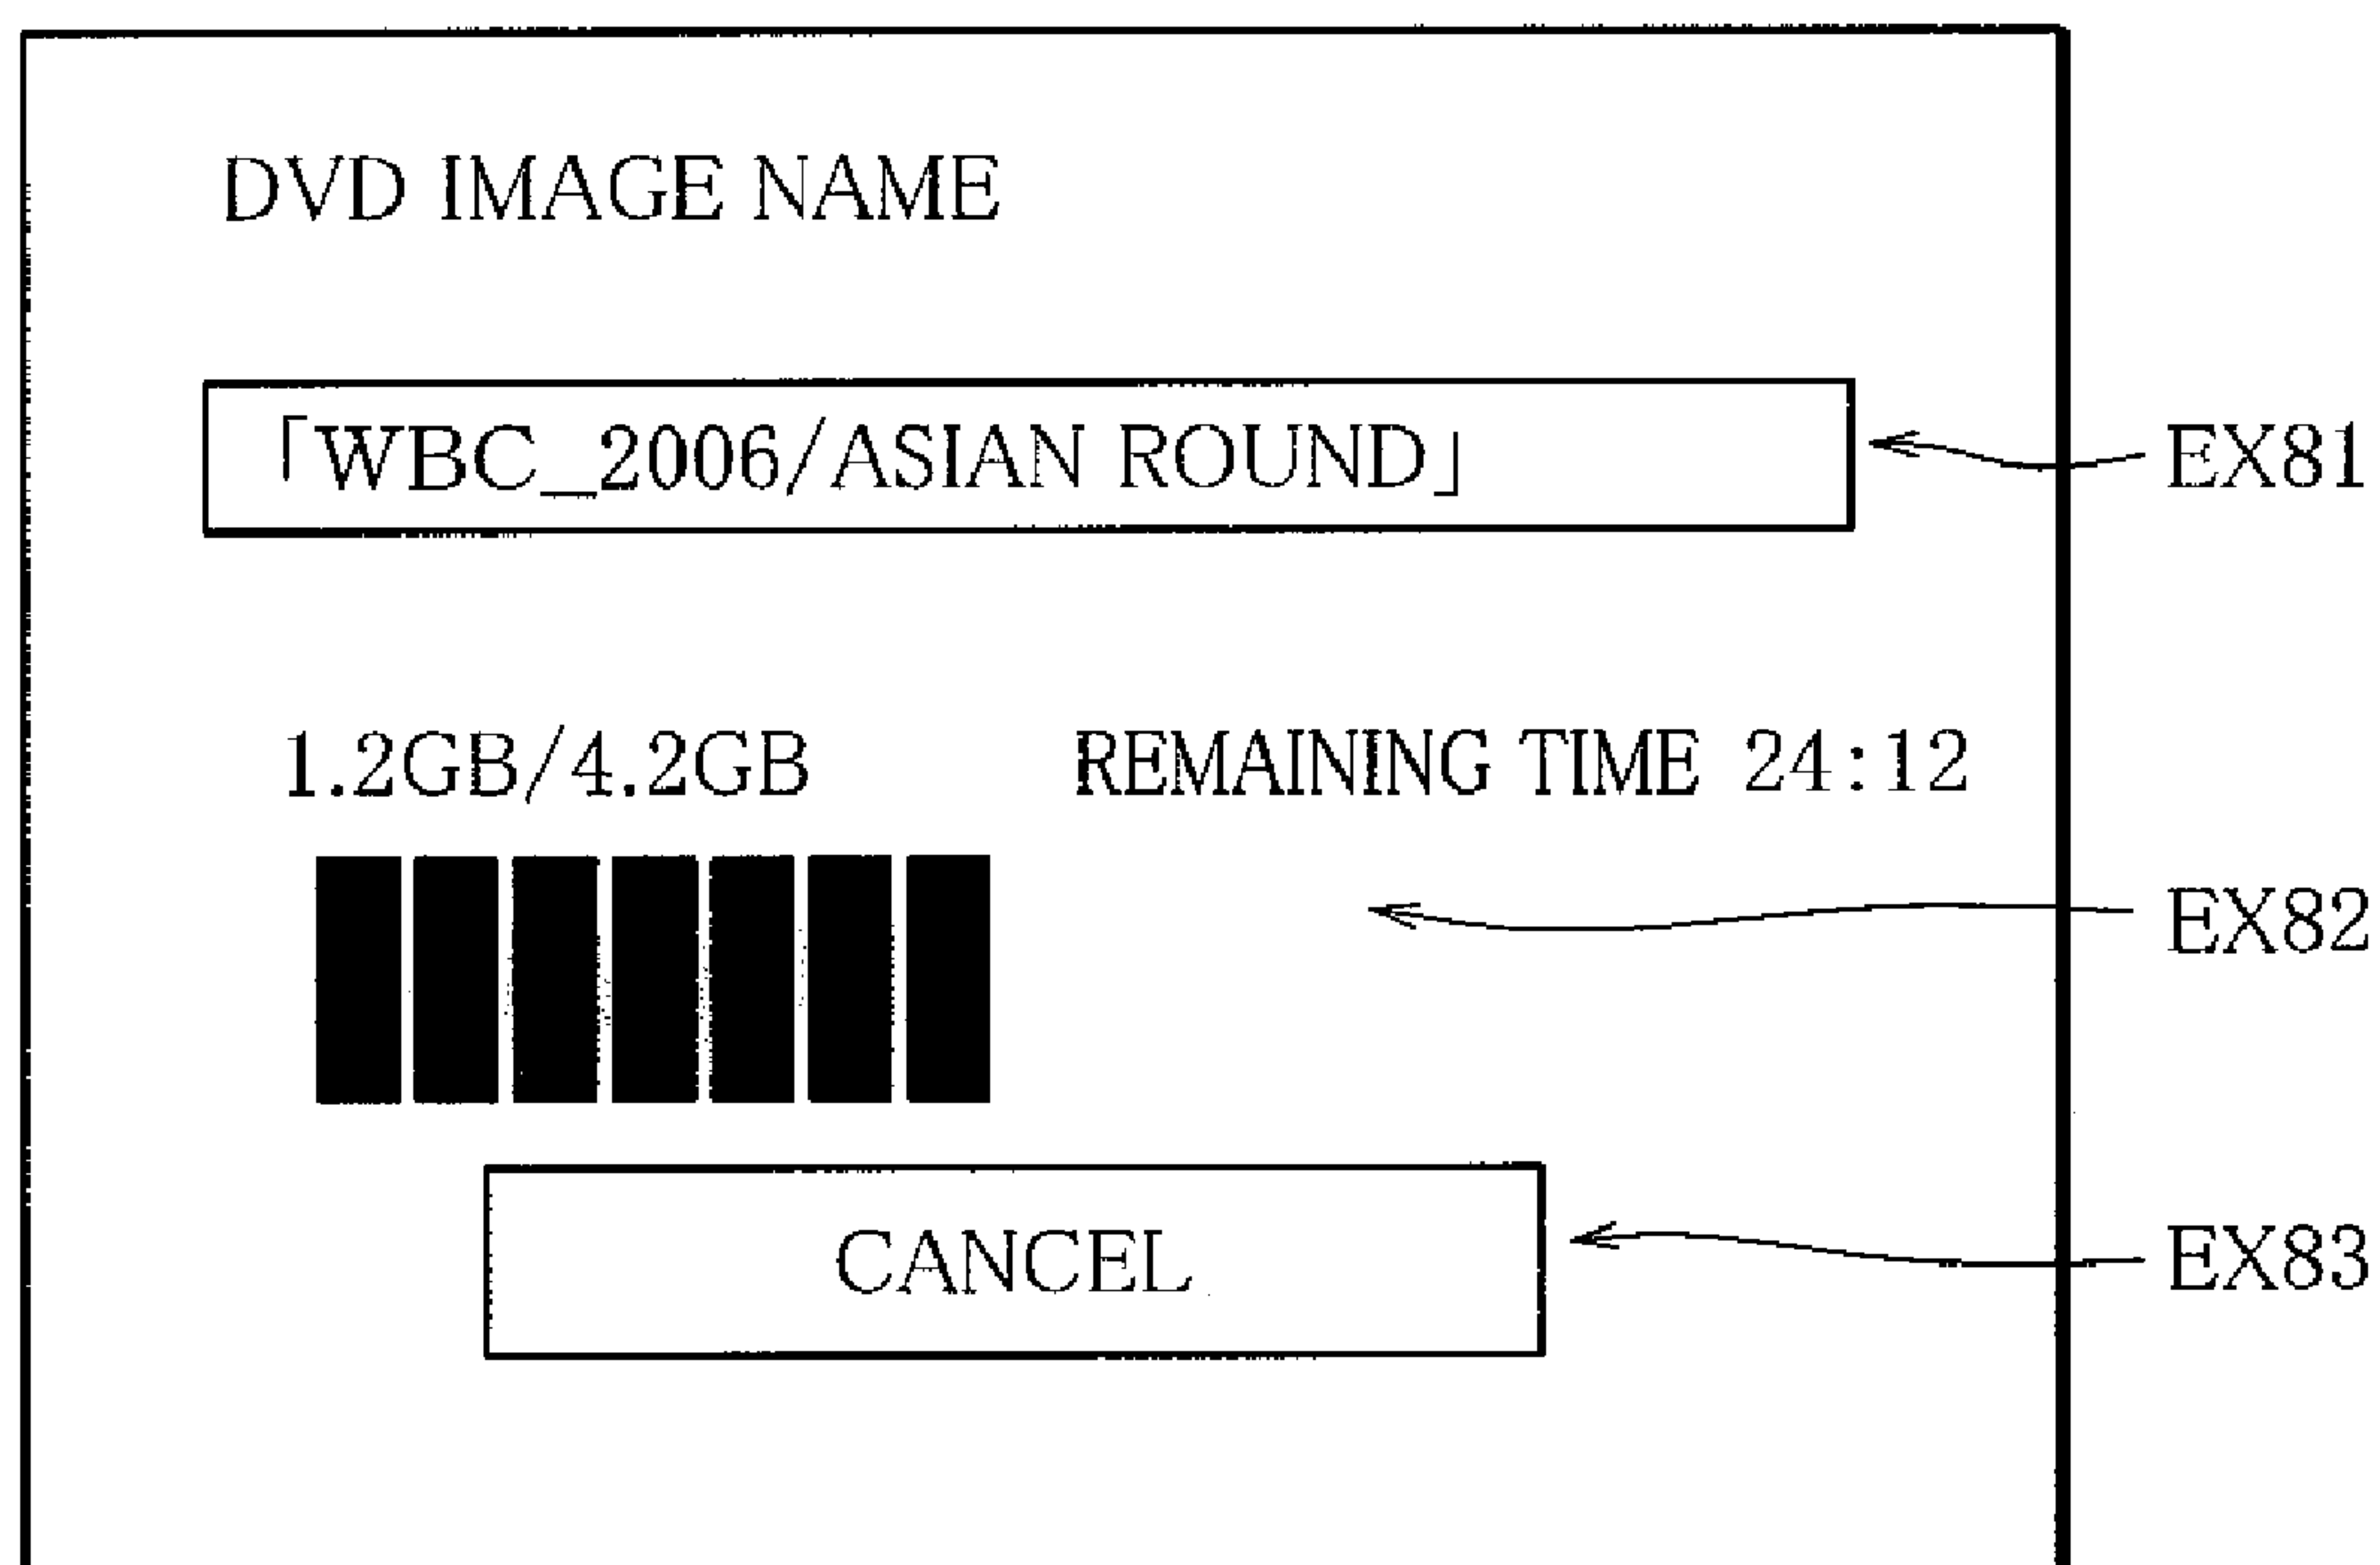 DVD IMAGE NAME
「WBC_2006/ASIAN ROUND」
EX81
1.2GB/4.2GB REMAINING TIME 24:12
EX82
CANCEL
EX83